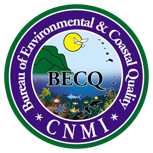 Bureau of Environmental & Coastal Quality
BECQ
* CNMI *